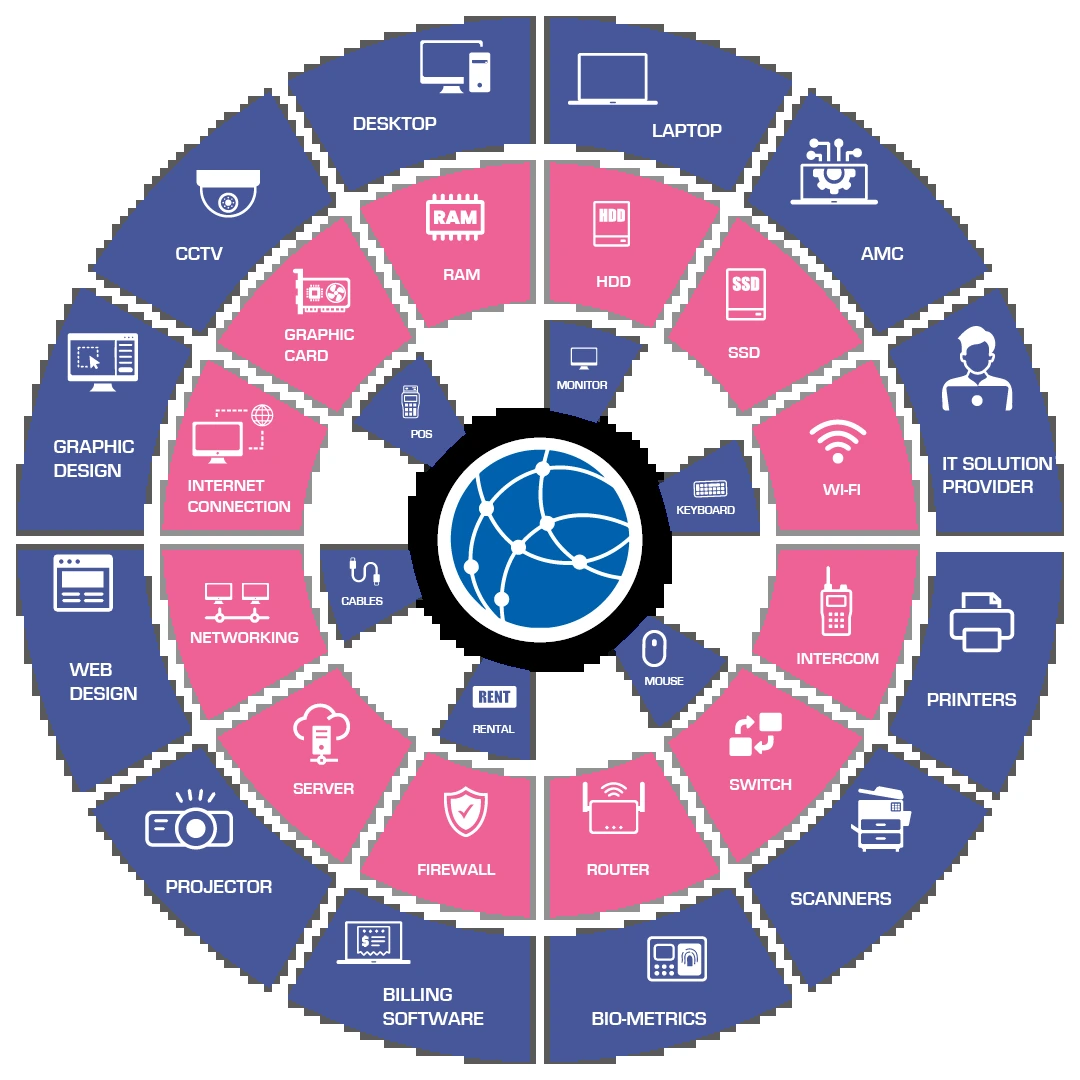 DESKTOP
LAPTOP
AMC
IT SOLUTION
PROVIDER
PRINTERS
SCANNERS
BIO-METRICS
BILLING
SOFTWARE
PROJECTOR
WEB
DESIGN
GRAPHIC
DESIGN
CCTV
RAM
RAM
HDD
HDD
SSD
SSD
WI-FI
INTERCOM
SWITCH
ROUTER
FIREWALL
SERVER
NETWORKING
INTERNET
CONNECTION
GRAPHIC
CARD
MONITOR
KEYBOARD
MOUSE
RENT
RENTAL
CABLES
POS
$